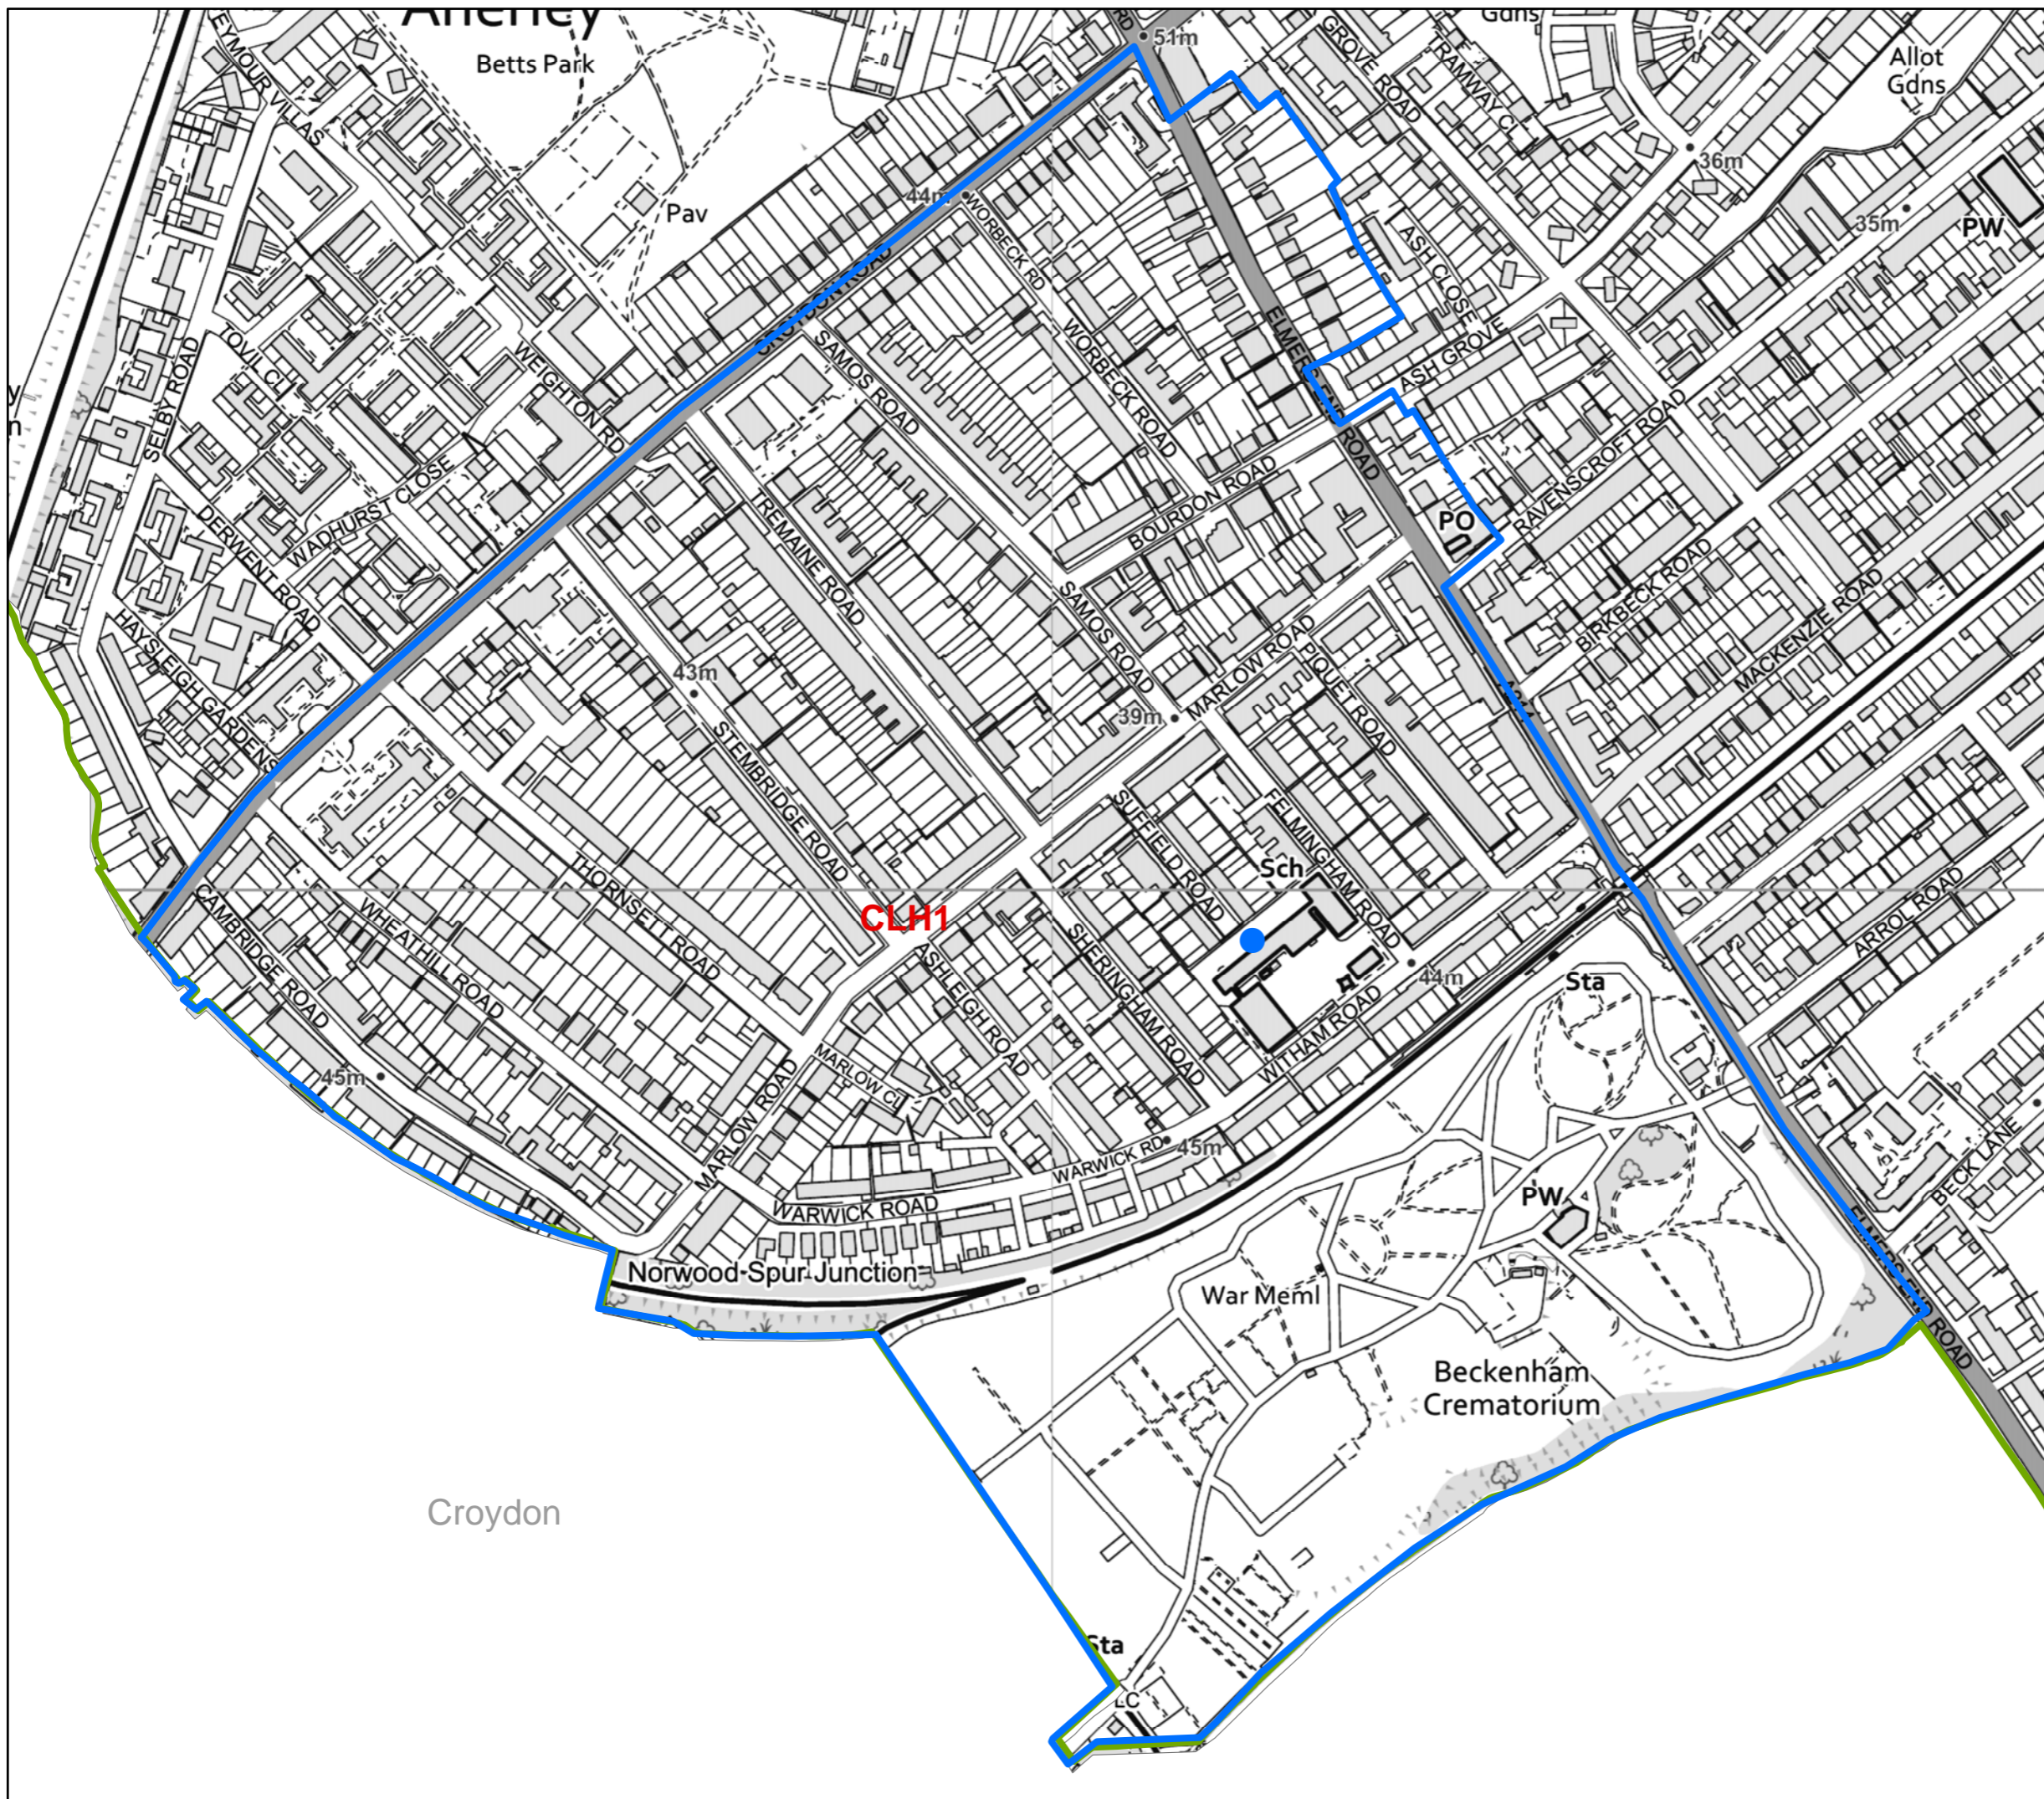 Anerley
Gdns
51m
Betts Park
Allot
Gdns
GROVE ROAD
TRAMWAY CL
36m
44m
WORBECK RD
Pav
35m
PW
ASH CLOSE
CROYDON ROAD
SELBY ROAD
TOVIL CL
WEIGHTON RD
SAMOS ROAD
WORBECK ROAD
ELMERS END ROAD
ASH GROVE
WADHURST CLOSE
DERWENT ROAD
TREMAINE ROAD
BOURDON ROAD
PO
RAVENSCROFT ROAD
BIRKBECK ROAD
MACKENZIE ROAD
HAYSLEIGH GARDENS
43m
SAMOS ROAD
MARLOW ROAD
PIQUET ROAD
39m
STEMBRIDGE ROAD
SUFFIELD ROAD
FELMINGHAM ROAD
Sch
CLH1
THORNSETT ROAD
WHEATHILL ROAD
CAMBRIDGE ROAD
ASHLEIGH ROAD
SHERINGHAM ROAD
ARROL ROAD
44m
Sta
WITHAM ROAD
45m
MARLOW CL
MARLOW ROAD
WARWICK RD
45m
BECK LANE
PW
WARWICK ROAD
ELMERS END ROAD
Norwood Spur Junction
War Meml
Beckenham
Crematorium
Croydon
Sta
LC